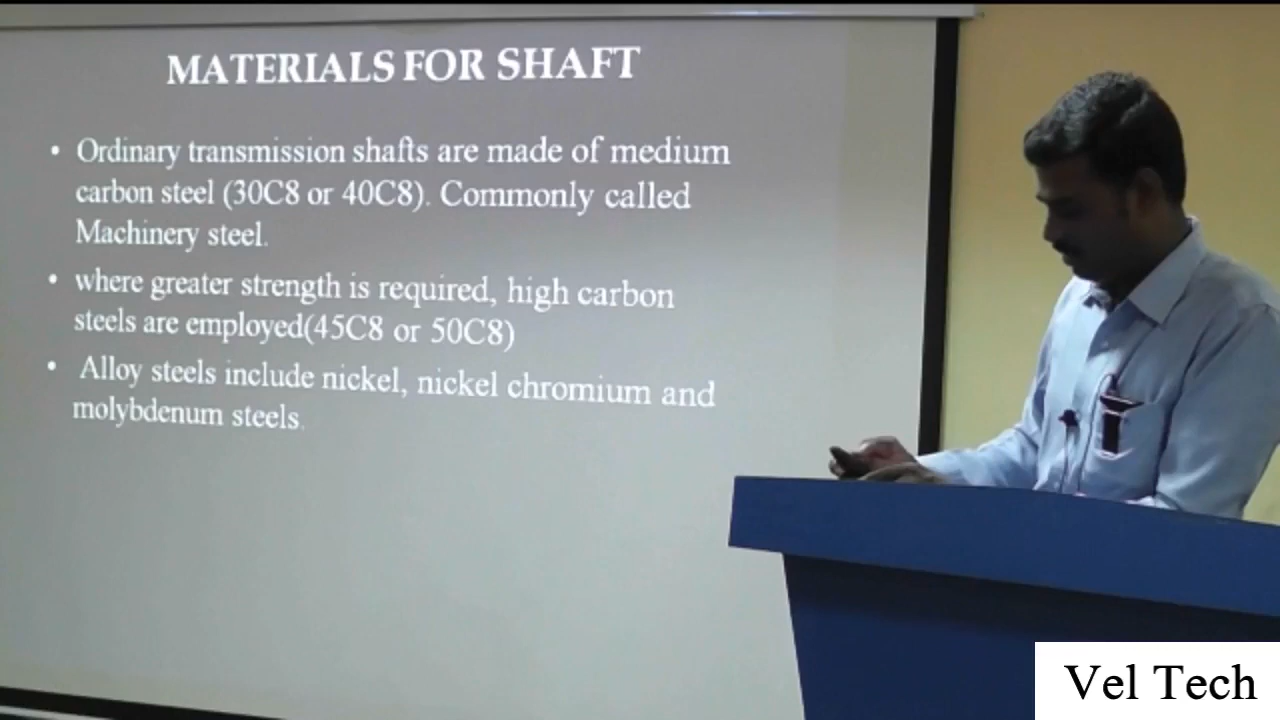 MATERIALS FOR SHAFT
• Ordinary transmission shafts are made of medium
carbon steel (30C8 or 40C8). Commonly called
Machinery steel.
• where greater strength is required, high carbon
steels are employed(45C8 or 50C8)
• Alloy steels include nickel, nickel chromium and
molybdenum steels.
Vel Tech